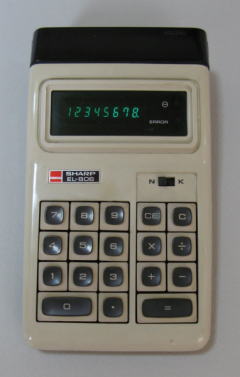 12345678.
ERROR
SHARP
EL-808
N K
7 8 9 CE C
4 5 6 × ÷
1 2 3 + −
0 . =